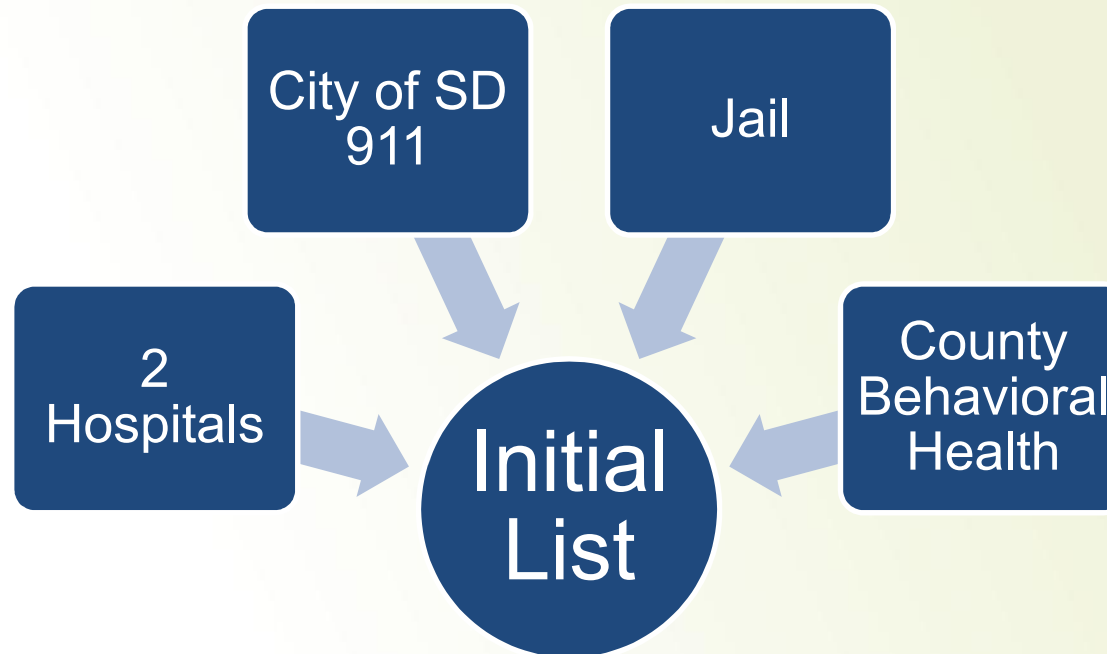 City of SD
911
Jail
2
Hospitals
County
Behavioral
Health
Initial
List